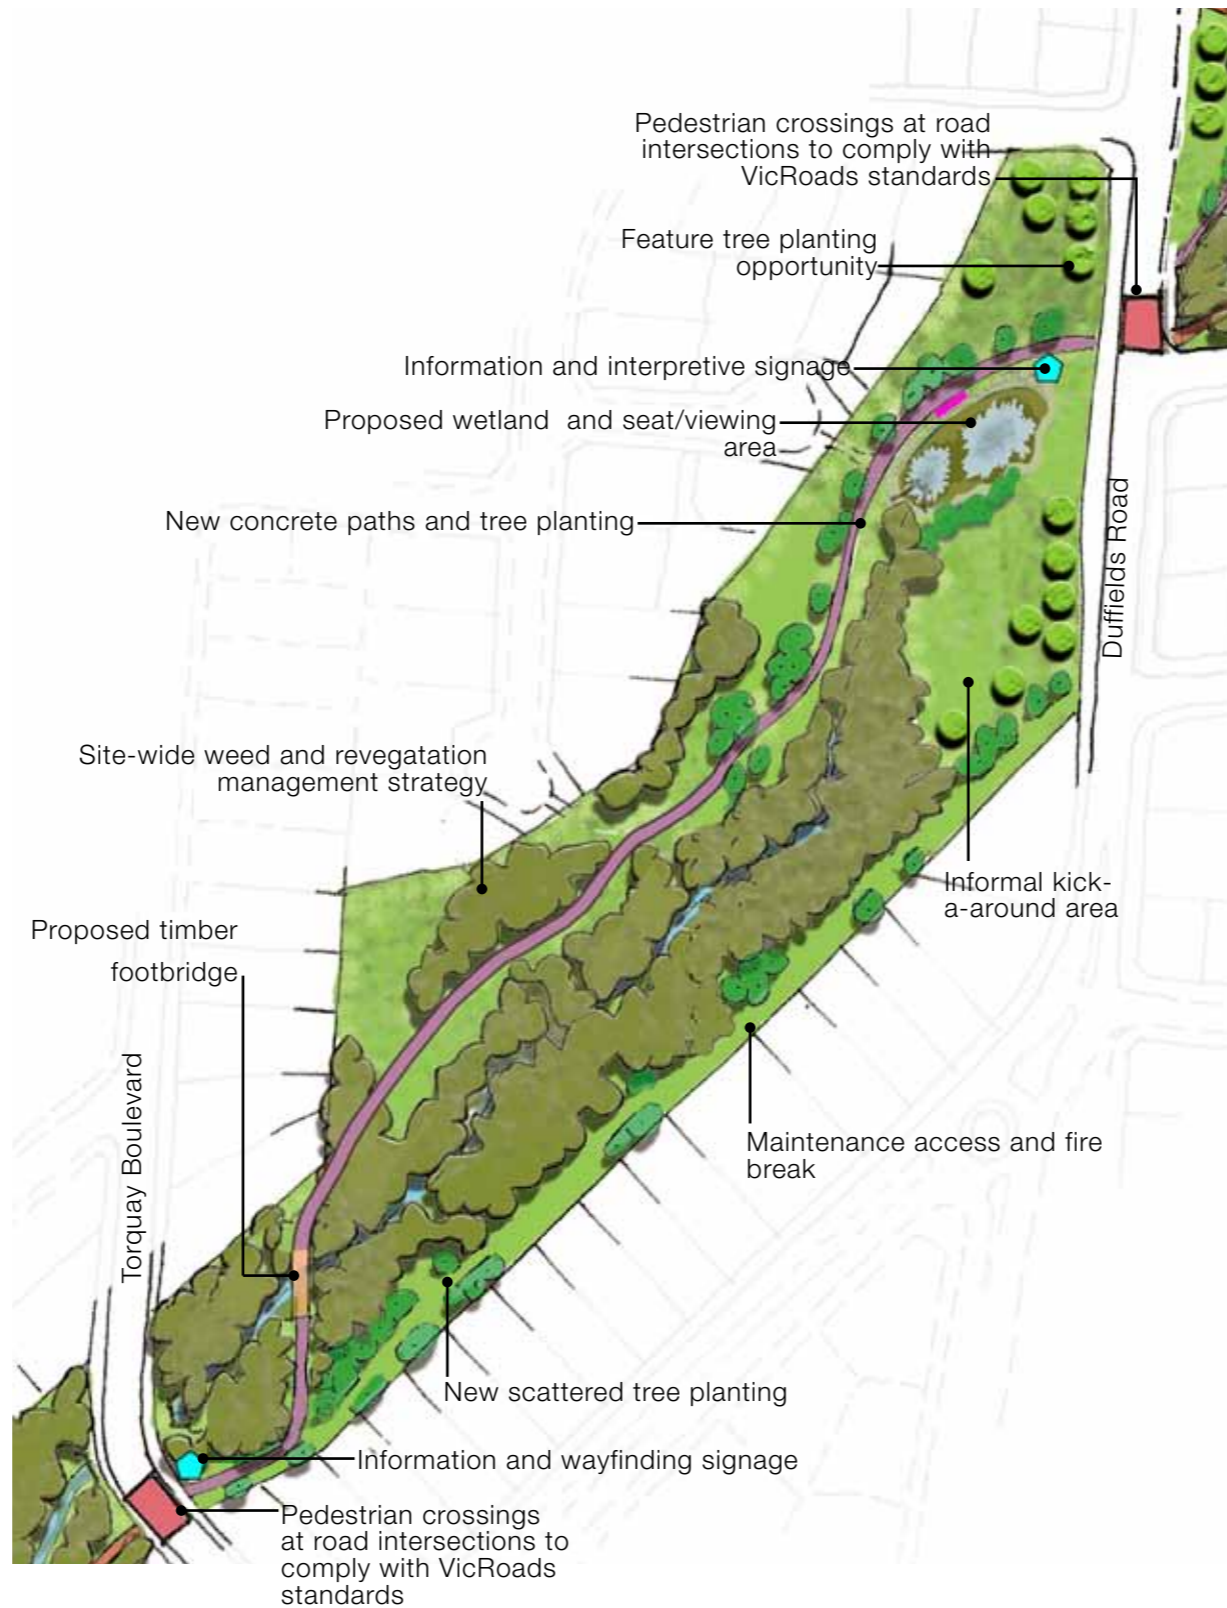 Pedestrian crossings at road
intersections to comply with
VicRoads standards
Feature tree planting
opportunity
Information and interpretive signage
Proposed wetland  and seat/viewing
area
New concrete paths and tree planting
Duffields Road
Site-wide weed and revegatation
management strategy
Informal kick-
a-around area
Proposed timber
footbridge
Torquay Boulevard
Maintenance access and fire
break
New scattered tree planting
Information and wayfinding signage
Pedestrian crossings
at road intersections to
comply with VicRoads
standards